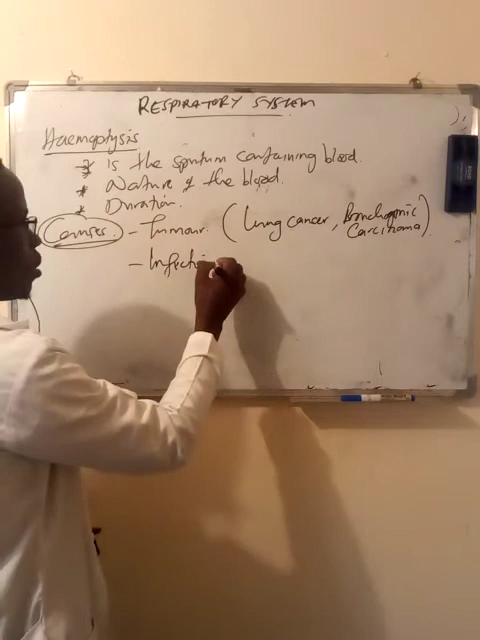 RESPIRATORY SYSTEM
Haemoptysis
* Is the sputum containing blood.
* Nature of the blood.
* Duration.
Causes. - Tumour. (Lung cancer, Bronchogenic Carcinoma).
- Infecti